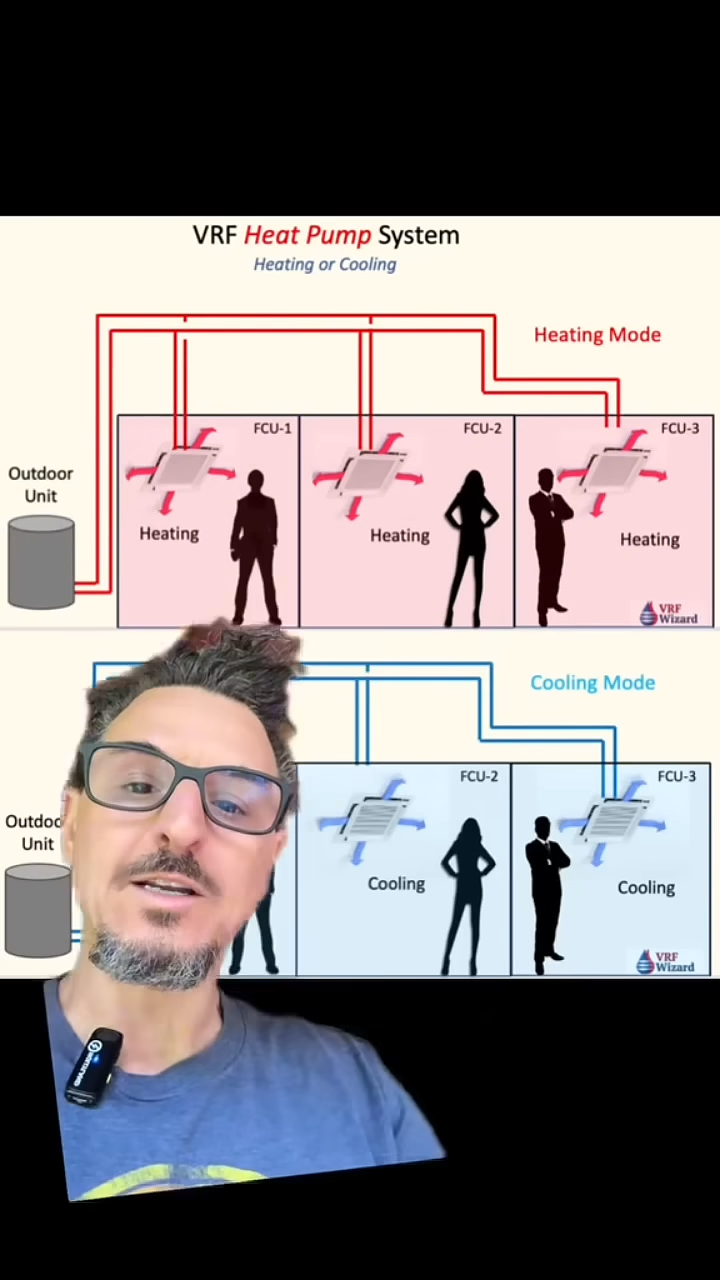 VRF Heat Pump System
Heating or Cooling
Heating Mode
FCU-1
FCU-2
FCU-3
Outdoor
Unit
Heating
Heating
Heating
VRF
Wizard
Cooling Mode
FCU-2
FCU-3
Outdoo
Unit
Cooling
Cooling
VRF
Wizard